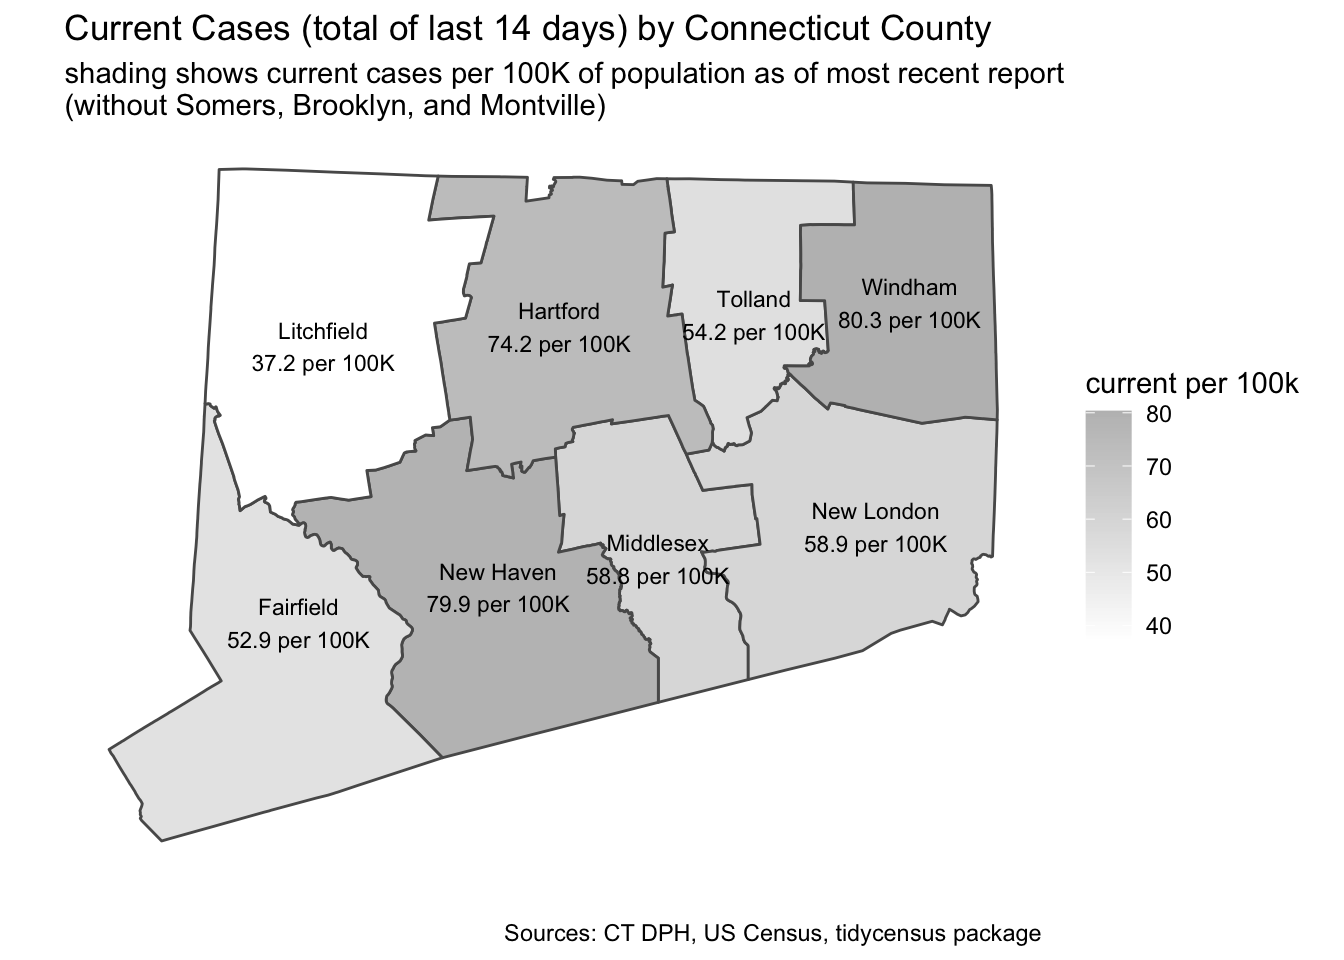 Current Cases (total of last 14 days) by Connecticut County
shading shows current cases per 100K of population as of most recent report
(without Somers, Brooklyn, and Montville)
Litchfield
37.2 per 100K
Hartford
74.2 per 100K
Tolland
54.2 per 100K
Windham
80.3 per 100K
Fairfield
52.9 per 100K
New Haven
79.9 per 100K
Middlesex
58.8 per 100K
New London
58.9 per 100K
current per 100k
80
70
60
50
40
Sources: CT DPH, US Census, tidycensus package